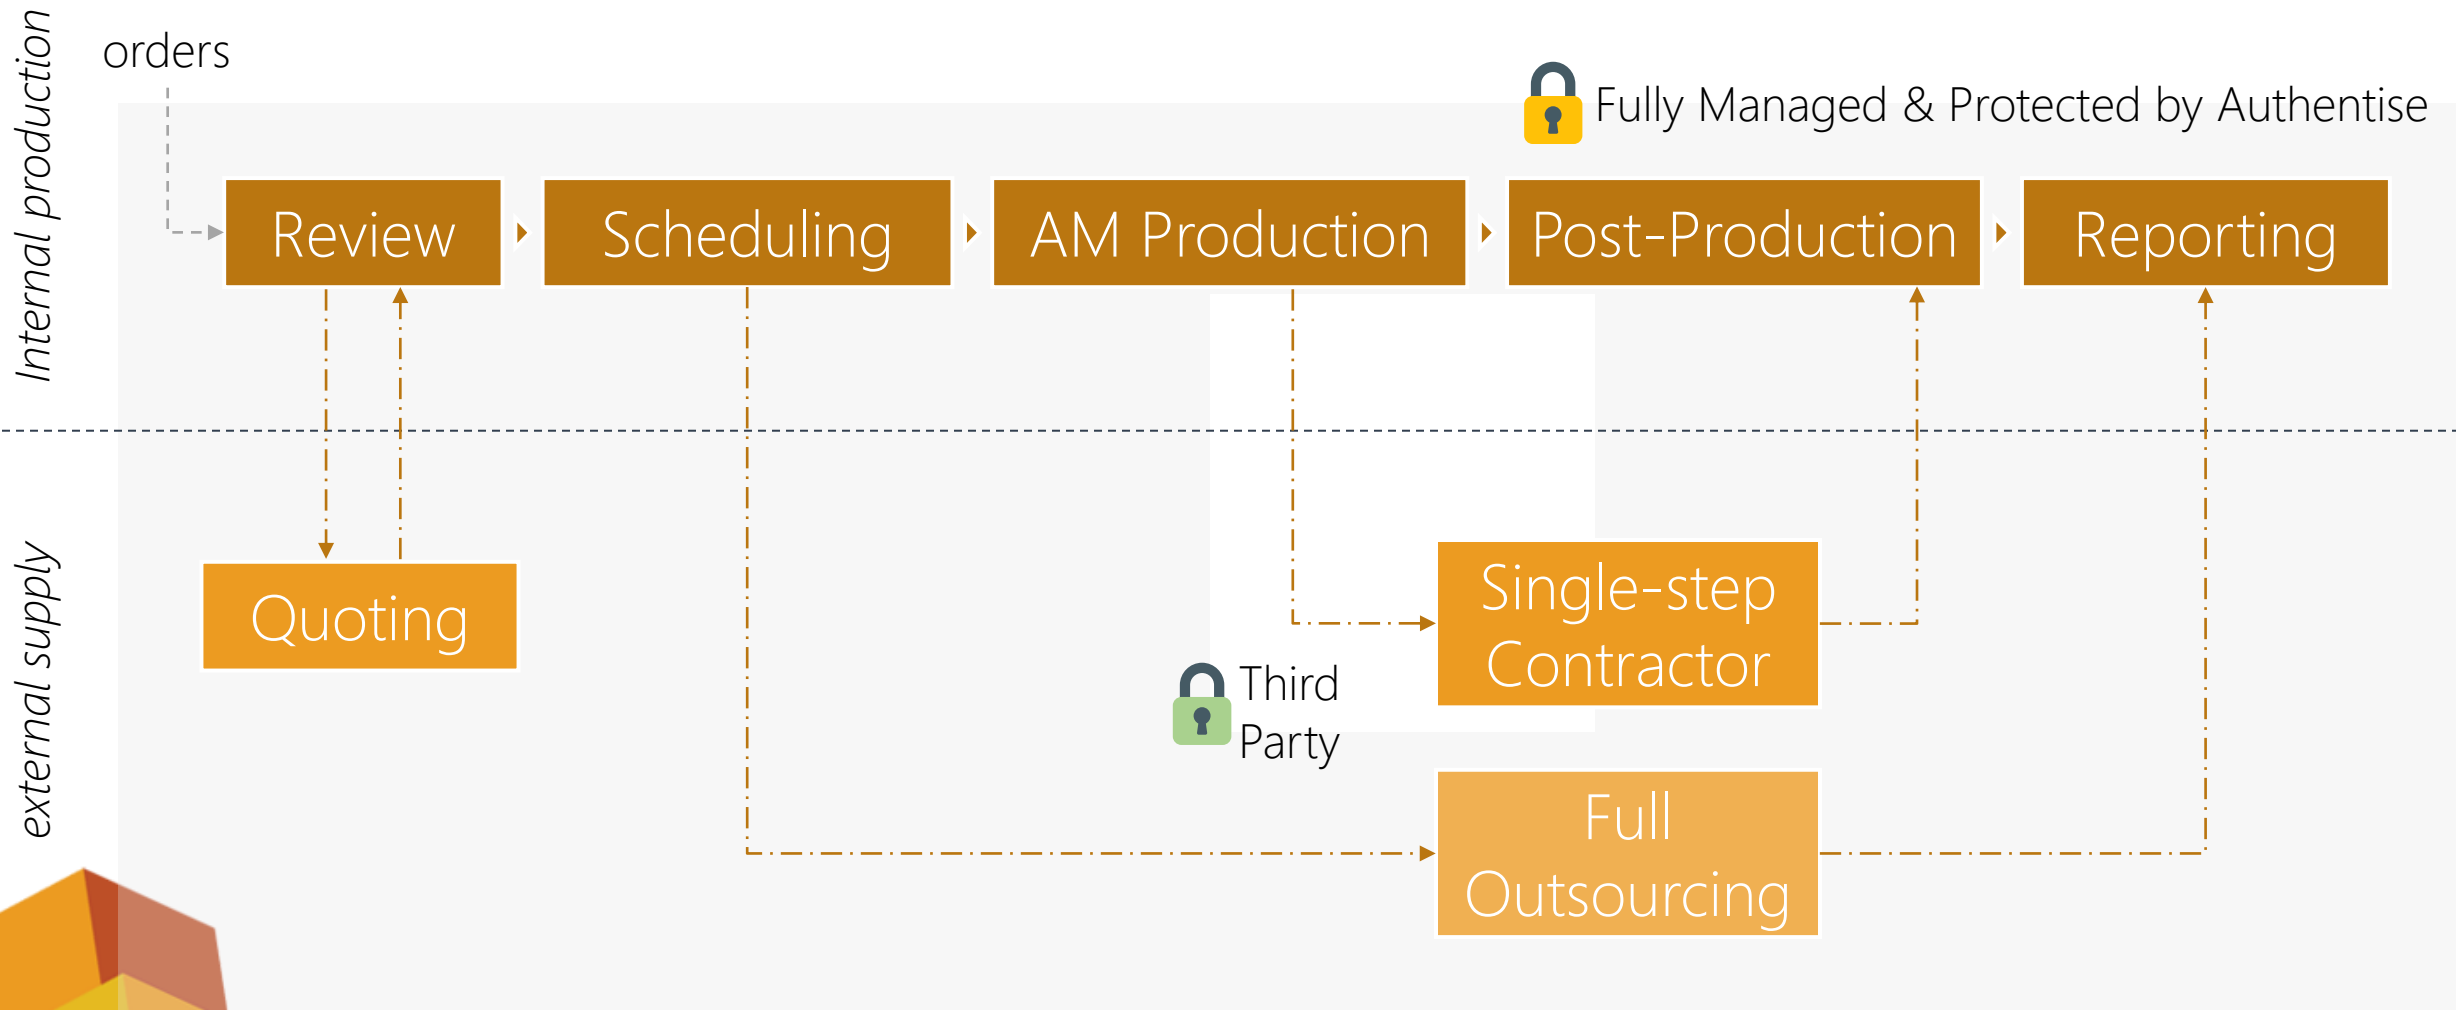 Internal production
orders
Fully Managed & Protected by Authentise
Review
Scheduling
AM Production
Post-Production
Reporting
external supply
Quoting
Single-step
Contractor
Third
Party
Full
Outsourcing